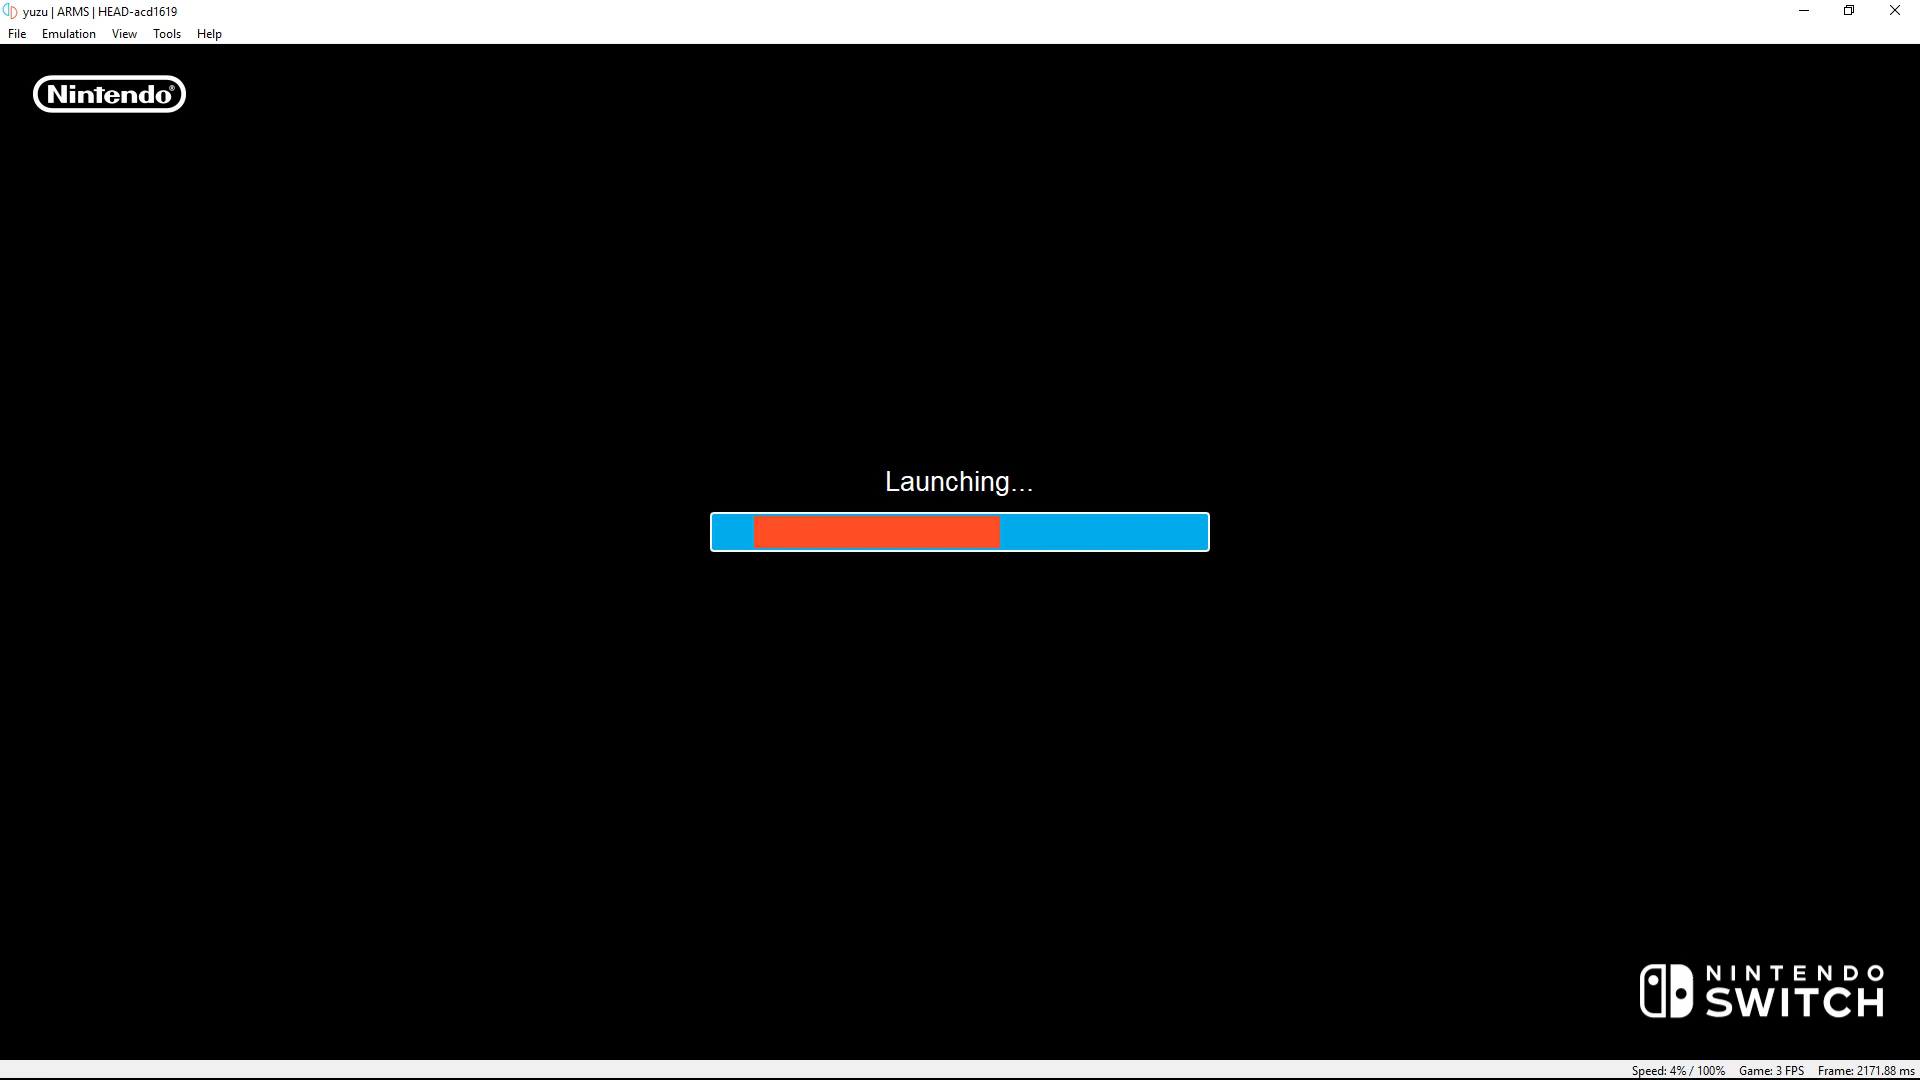 yuzu | ARMS | HEAD-acd1619
File Emulation View Tools Help
Nintendo®
Launching...
NINTENDO
SWITCH
Speed: 4% / 100% Game: 3 FPS Frame: 2171.88 ms